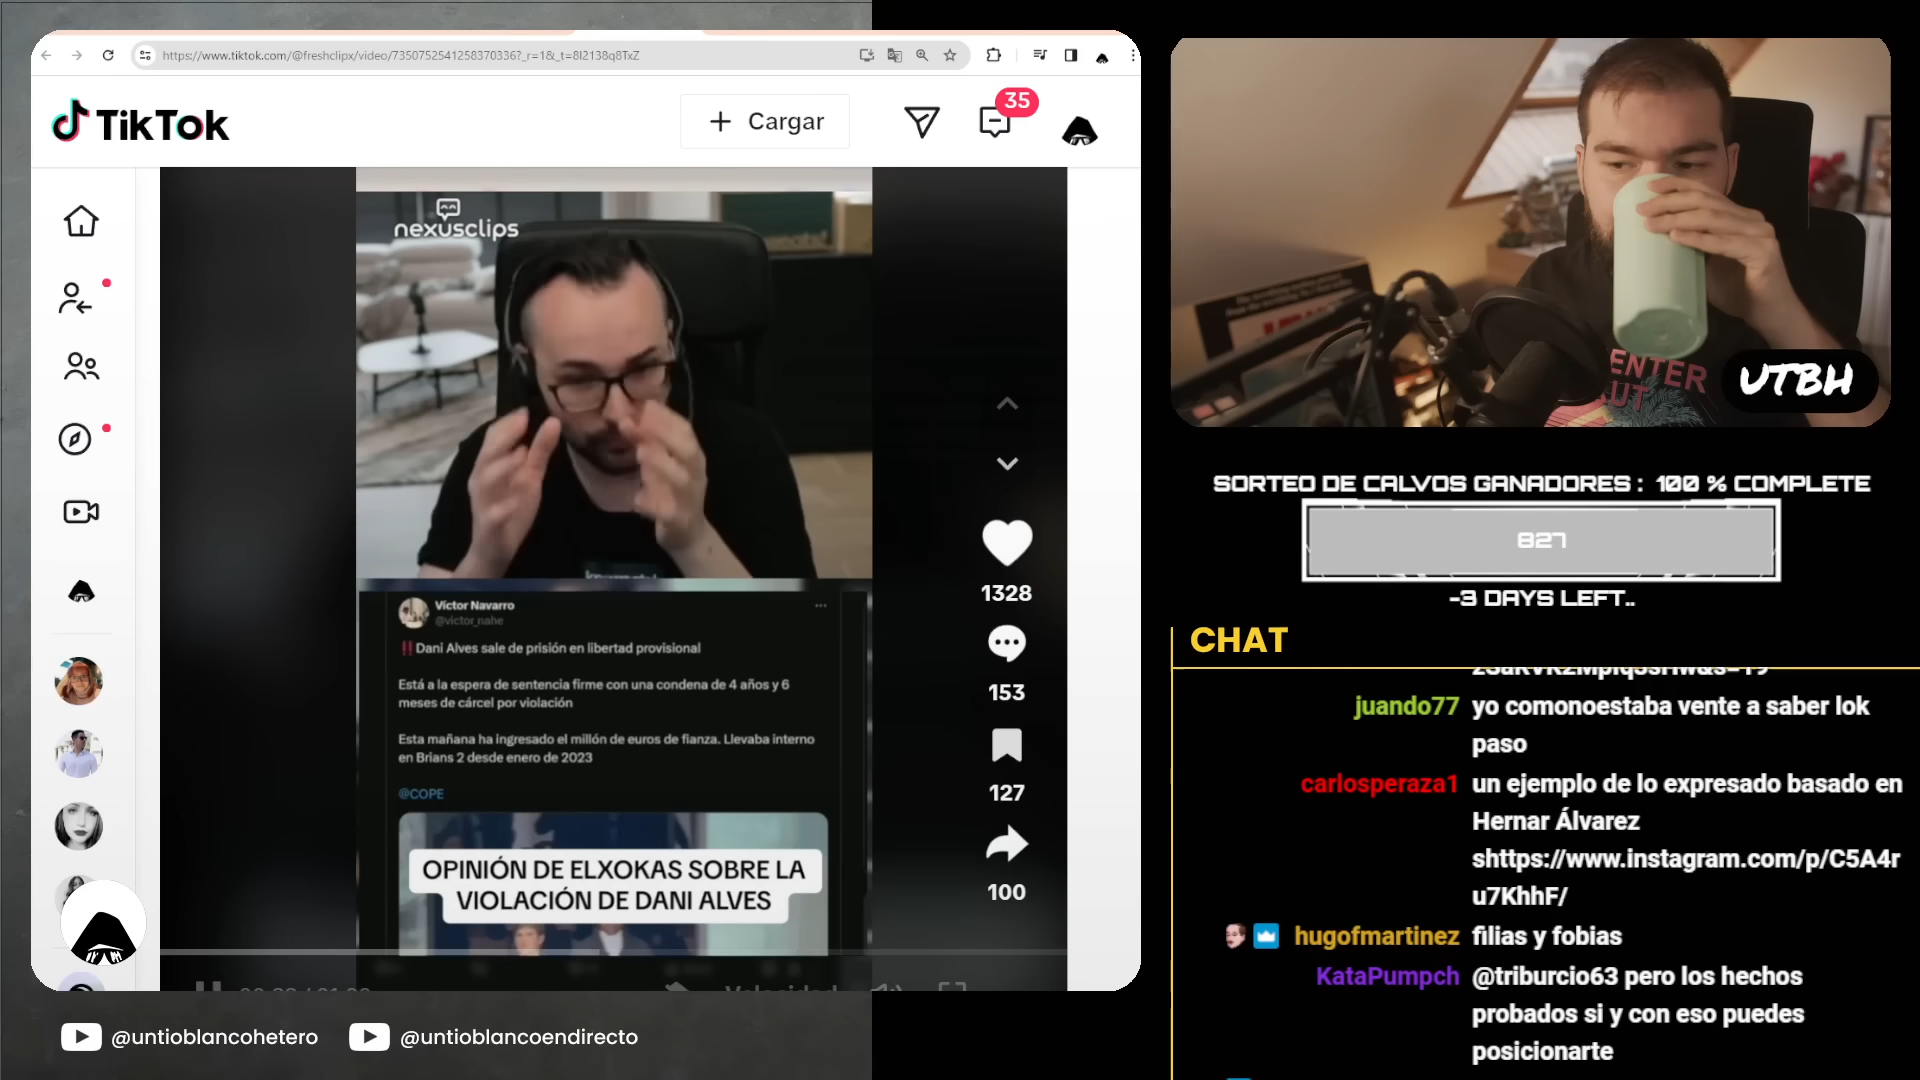 https://www.tiktok.com/@freshclipx/video/7350752541258370336?_r=1&_t=8l2138q8TxZ
TikTok
Cargar
35
nexusclips
Víctor Navarro
@victor_nahe
‼Dani Alves sale de prisión en libertad provisional
Está a la espera de sentencia firme con una condena de 4 años y 6
meses de cárcel por violación
Esta mañana ha ingresado el millón de euros de fianza. Llevaba interno
en Brians 2 desde enero de 2023
@COPE
OPINIÓN DE ELXOKAS SOBRE LA
VIOLACIÓN DE DANI ALVES
1328
153
127
100
Velocidad
@untioblancohetero
@untioblancoendirecto
ENTER
UTBH
SORTEO DE CALVOS GANADORES : 100 % COMPLETE
827
-3 DAYS LEFT..
CHAT
juando77 yo comonoestaba vente a saber lok
paso
carlosperaza1 un ejemplo de lo expresado basado en
Hernar Álvarez
shttps://www.instagram.com/p/C5A4r
u7KhhF/
hugofmartinez filias y fobias
KataPumpch @triburcio63 pero los hechos
probados si y con eso puedes
posicionarte